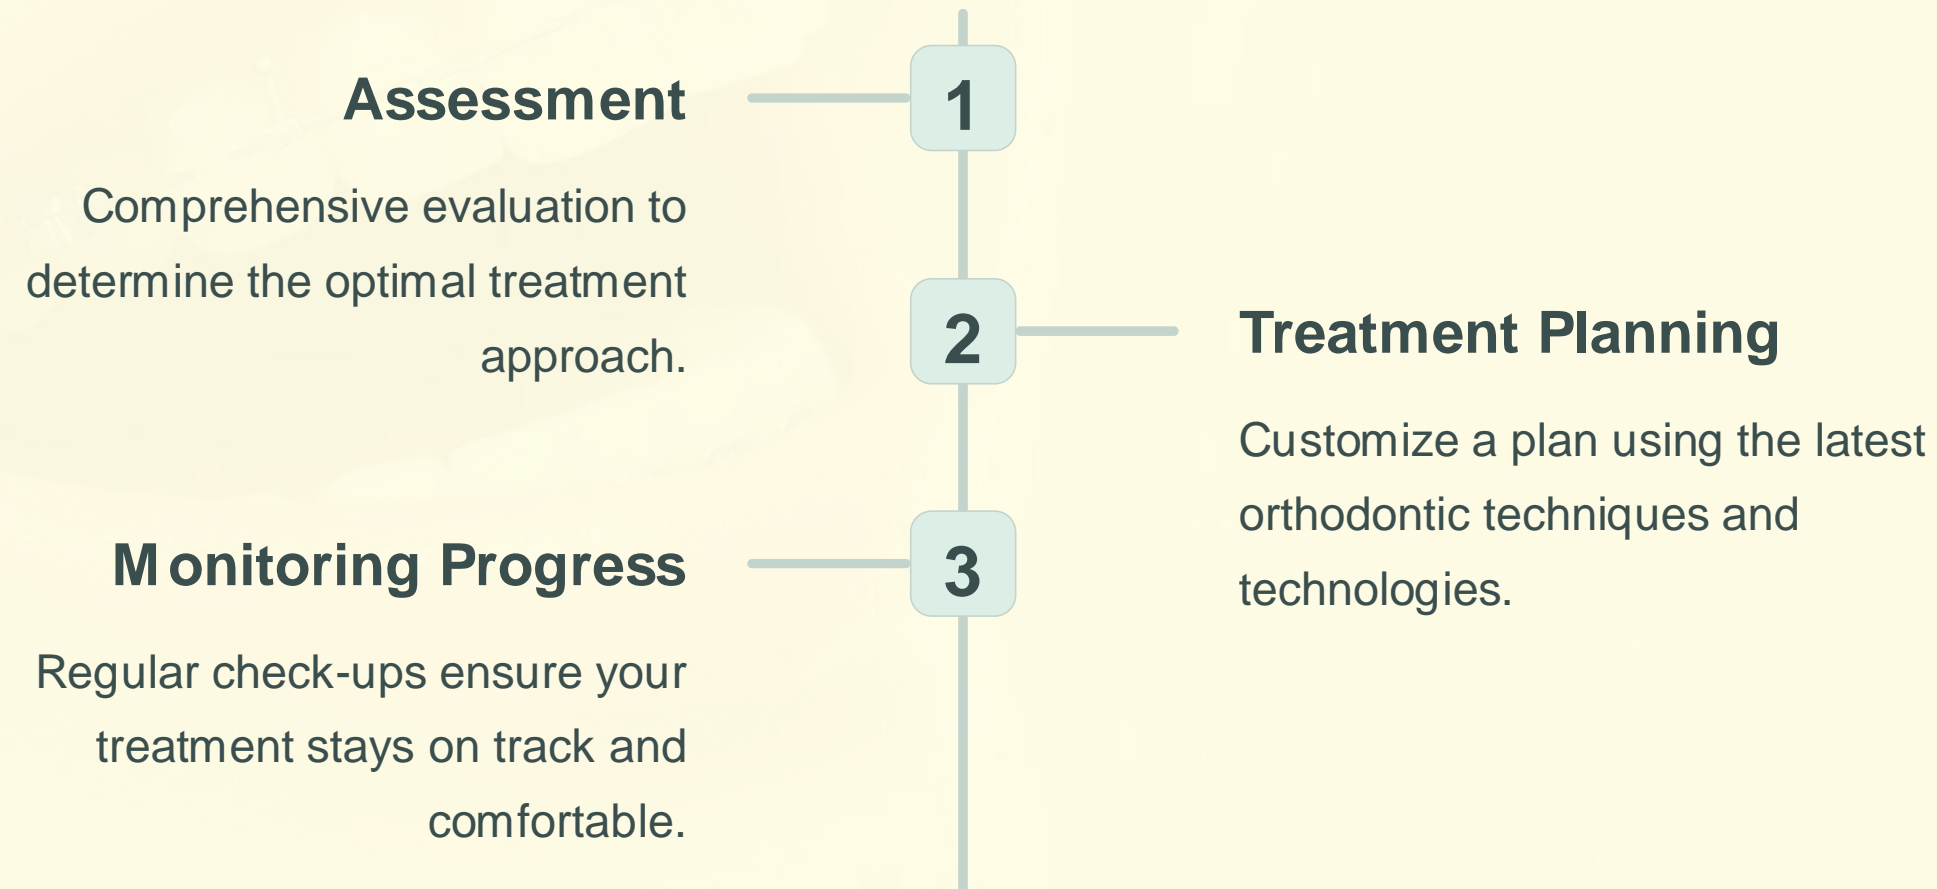 1
Assessment
Comprehensive evaluation to
determine the optimal treatment
approach.
2
Treatment Planning
Customize a plan using the latest
orthodontic techniques and
technologies.
3
Monitoring Progress
Regular check-ups ensure your
treatment stays on track and
comfortable.